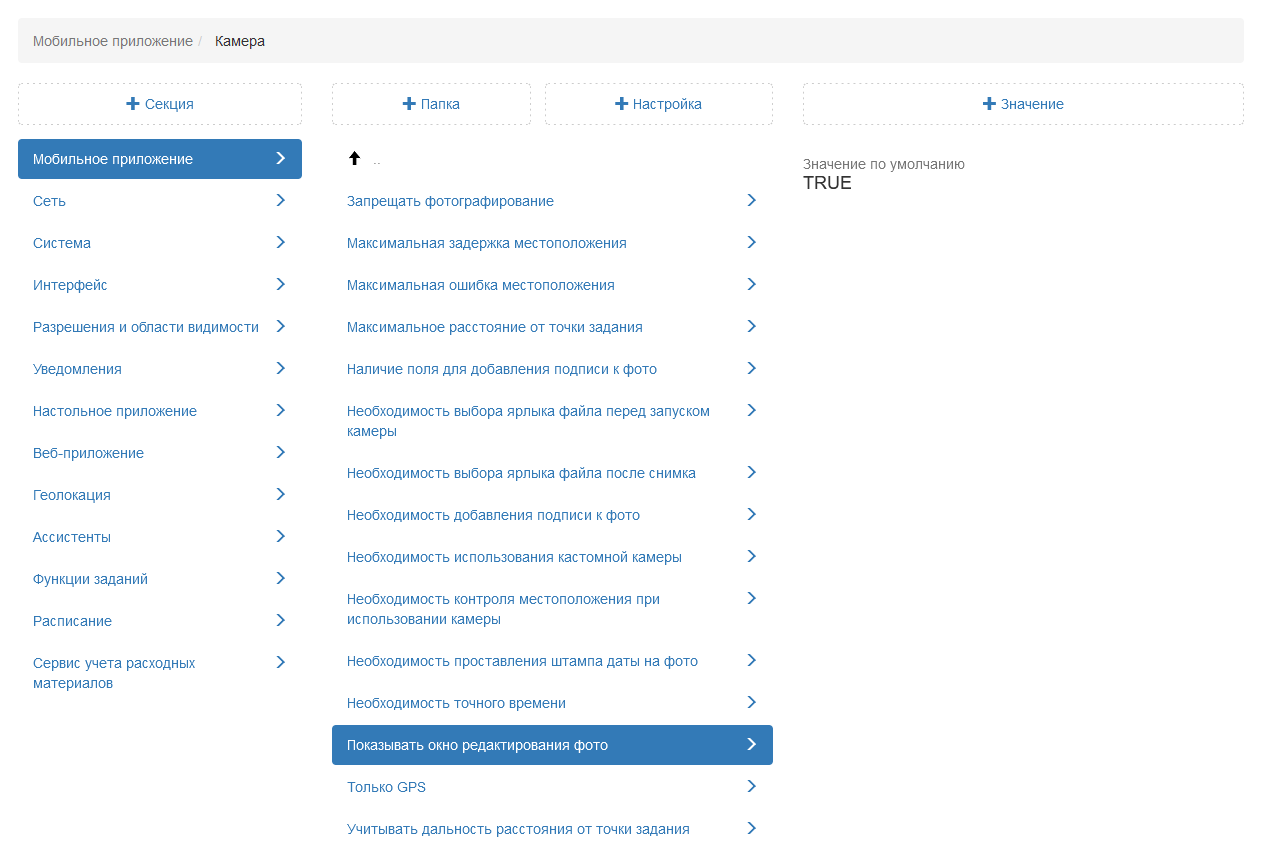 Мобильное приложение / Камера
Секция
Папка
Настройка
Значение
Мобильное приложение
Сеть
Система
Интерфейс
Разрешения и области видимости
Уведомления
Настольное приложение
Веб-приложение
Геолокация
Ассистенты
Функции заданий
Расписание
Сервис учета расходных
материалов
..
Запрещать фотографирование
Максимальная задержка местоположения
Максимальная ошибка местоположения
Максимальное расстояние от точки задания
Наличие поля для добавления подписи к фото
Необходимость выбора ярлыка файла перед запуском
камеры
Необходимость выбора ярлыка файла после снимка
Необходимость добавления подписи к фото
Необходимость использования кастомной камеры
Необходимость контроля местоположения при
использовании камеры
Необходимость проставления штампа даты на фото
Необходимость точного времени
Показывать окно редактирования фото
Только GPS
Учитывать дальность расстояния от точки задания
Значение по умолчанию
TRUE